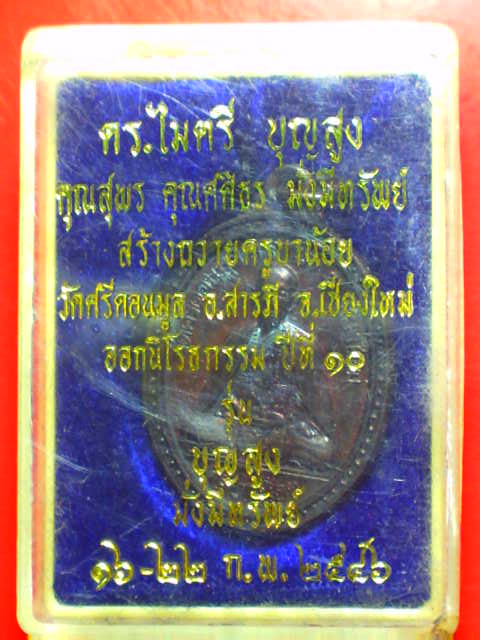 ดร.ไมตรี บุญสูง
คุณสุพร คุณศศิธร มั่งมีทรัพย์
สร้างถวายครูบาน้อย
วัดศรีดอนมูล อ.สารภี จ.เชียงใหม่
ออกนิโรธกรรม ปีที่ ๑๐
รุ่น
บุญสูง
มั่งมีทรัพย์
๑๖-๒๒ ก.พ. ๒๕๔๖